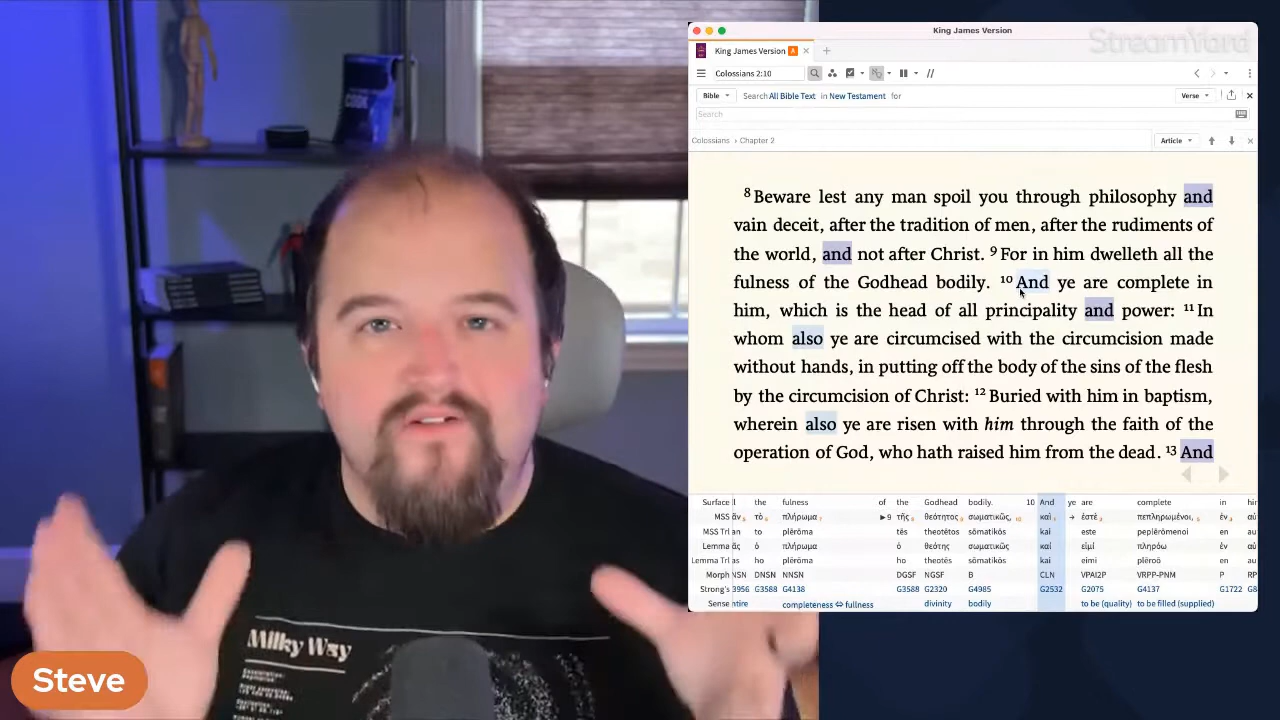 King James Version
StreamYard
King James Version A
Colossians 2:10
Bible Search All Bible Text in New Testament for Verse
Search
Colossians › Chapter 2 Article
8 Beware lest any man spoil you through philosophy and
vain deceit, after the tradition of men, after the rudiments of
the world, and not after Christ. 9 For in him dwelleth all the
fulness of the Godhead bodily. 10 And ye are complete in
him, which is the head of all principality and power: 11 In
whom also ye are circumcised with the circumcision made
without hands, in putting off the body of the sins of the flesh
by the circumcision of Christ: 12 Buried with him in baptism,
wherein also ye are risen with him through the faith of the
operation of God, who hath raised him from the dead. 13 And
Surface the fulness of the Godhead bodily. 10 And ye are complete in
MSS τὸ πλήρωμα ▶9 τῆς θεότητος σωματικῶς, καὶ → ἐστὲ πεπληρωμένοι, ἐν
MSS Trl to plērōma tēs theotētos sōmatikōs kai este peplērōmenoi en au
Lemma ὁ πλήρωμα ὁ θεότης σωματικῶς καί εἰμί πληρόω ἐν
Lemma Trl ho plērōma ho theotēs sōmatikōs kai eimi plēroō en au
Morph NSN DNSN NNSN DGSF NGSF B CLN VPAI2P VRPP-PNM P RP
Strong's 3956 G3588 G4138 G3588 G2320 G4985 G2532 G2075 G4137 G1722 G8
Sense completeness ⇔ fullness divinity bodily to be (quality) to be filled (supplied)
Milky Way
Steve